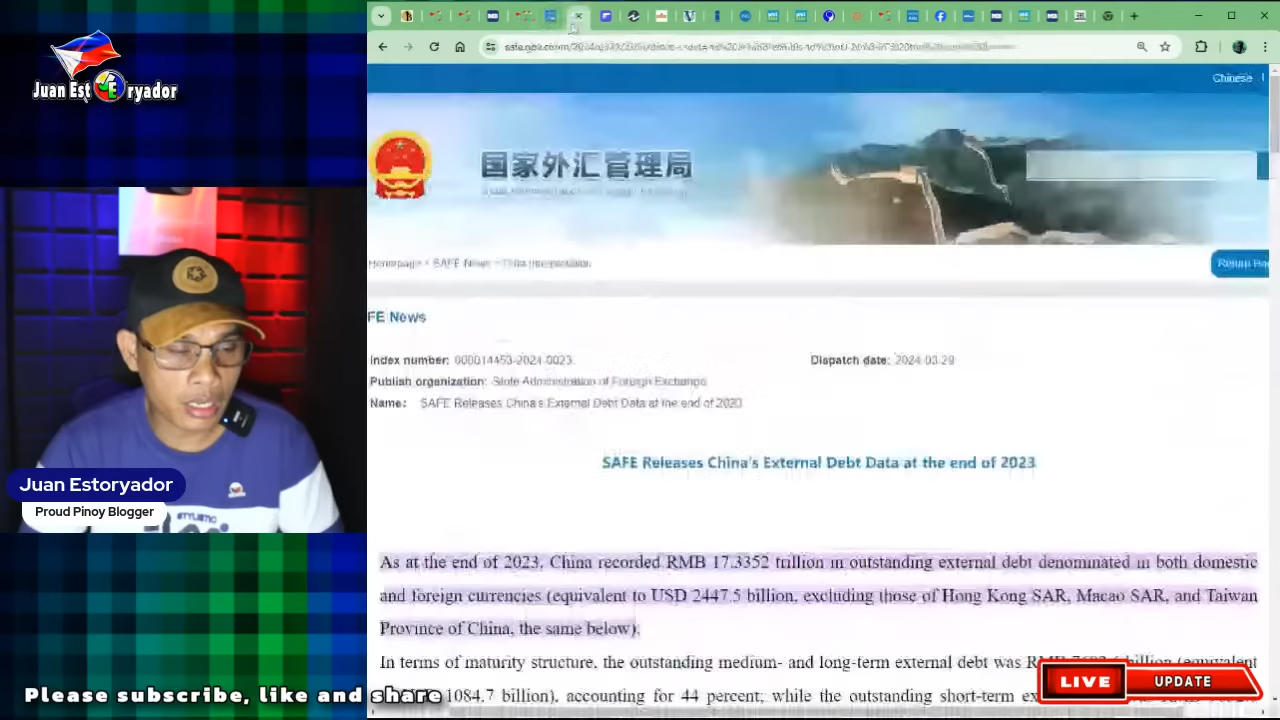 Juan Est ryador
Chinese
国家外汇管理局
FE News
Index number: 000014453-2024-0023
Dispatch date: 2024-03-29
Publish organization: State Administration of Foreign Exchange
Name: SAFE Releases China's External Debt Data at the end of 2023
SAFE Releases China's External Debt Data at the end of 2023
As at the end of 2023, China recorded RMB 17.3352 trillion in outstanding external debt denominated in both domestic
and foreign currencies (equivalent to USD 2447.5 billion, excluding those of Hong Kong SAR, Macao SAR, and Taiwan
Province of China, the same below).
In terms of maturity structure, the outstanding medium- and long-term external debt was billion (equivalent
1084.7 billion), accounting for 44 percent; while the outstanding short-term
Juan Estoryador
Proud Pinoy Blogger
Please subscribe, like and share
LIVE UPDATE